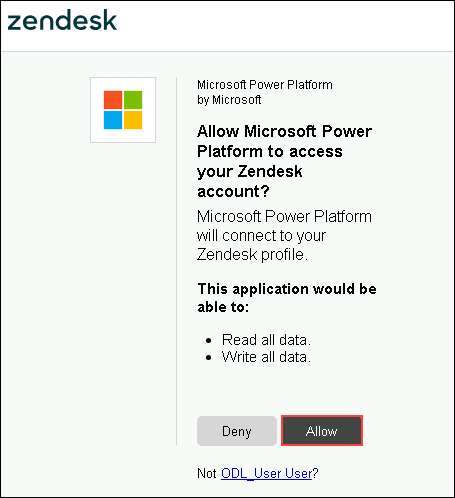 zendesk
Microsoft Power Platform
by Microsoft
Allow Microsoft Power
Platform to access
your Zendesk
account?
Microsoft Power Platform
will connect to your
Zendesk profile.
This application would be
able to:
• Read all data.
• Write all data.
Deny
Allow
Not ODL_User User?